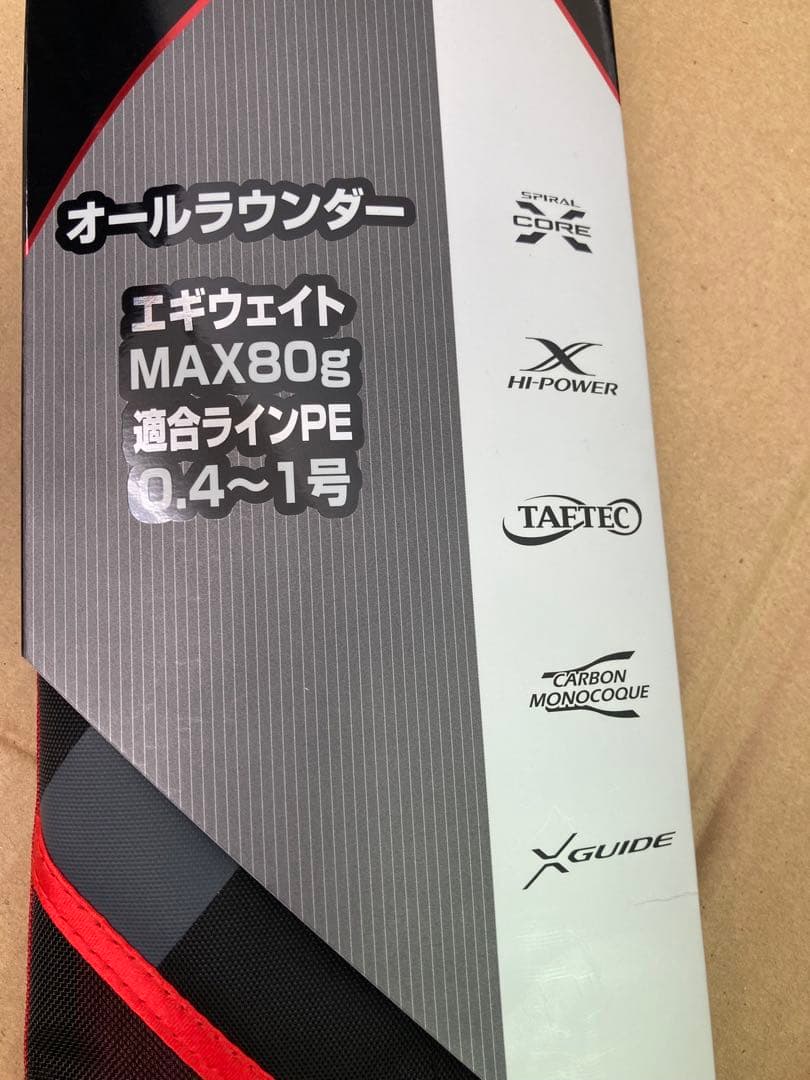 オールラウンダー
エギウェイト
MAX80g
適合ラインPE
0.4〜1号
SPIRAL
X CORE
X
HI-POWER
TAFTEC
CARBON
MONOCOQUE
XGUIDE